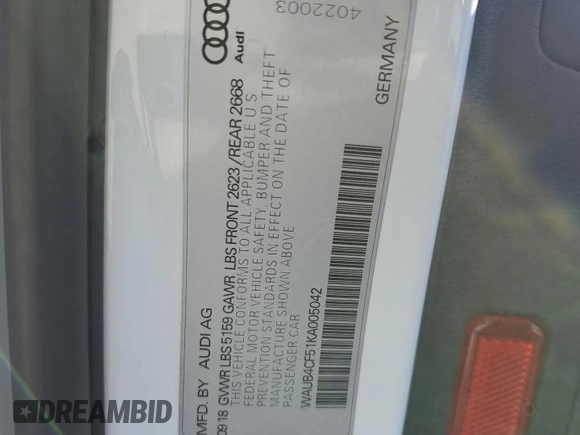 4022003
Audi
MFD. BY AUDI AG
09 18 GVWR LBS 5159 GAWR LBS FRONT 2623 / REAR 2668
THIS VEHICLE CONFORMS TO ALL APPLICABLE U S
FEDERAL MOTOR VEHICLE SAFETY, BUMPER AND THEFT
STANDARDS IN EFFECT ON THE DATE OF
MANUFACTURE SHOWN ABOVE
PASSENGER CAR
WAUB4CF51KA005042
GERMANY
DREAMBID